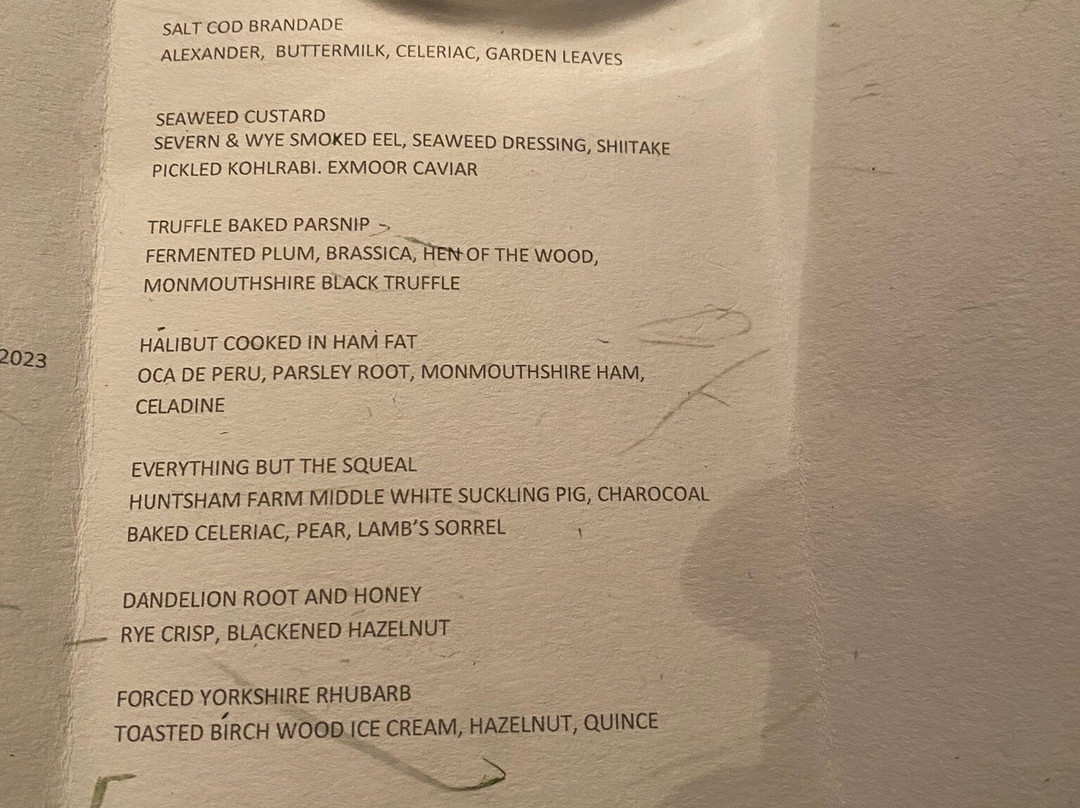 SALT COD BRANDADE
ALEXANDER, BUTTERMILK, CELERIAC, GARDEN LEAVES
SEAWEED CUSTARD
SEVERN & WYE SMOKED EEL, SEAWEED DRESSING, SHIITAKE
PICKLED KOHLRABI. EXMOOR CAVIAR
TRUFFLE BAKED PARSNIP
FERMENTED PLUM, BRASSICA, HEN OF THE WOOD,
MONMOUTHSHIRE BLACK TRUFFLE
HALIBUT COOKED IN HAM FAT
OCA DE PERU, PARSLEY ROOT, MONMOUTHSHIRE HAM,
CELADINE
2023
EVERYTHING BUT THE SQUEAL
HUNTSHAM FARM MIDDLE WHITE SUCKLING PIG, CHAROCOAL
BAKED CELERIAC, PEAR, LAMB'S SORREL
DANDELION ROOT AND HONEY
RYE CRISP, BLACKENED HAZELNUT
FORCED YORKSHIRE RHUBARB
TOASTED BIRCH WOOD ICE CREAM, HAZELNUT, QUINCE